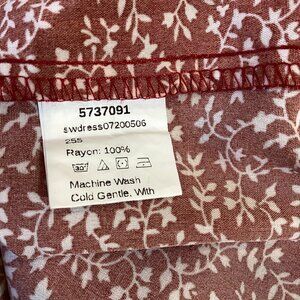 5737091
swdress07200506
255
Rayon: 100%
30
Machine Wash
Cold Gentle. With